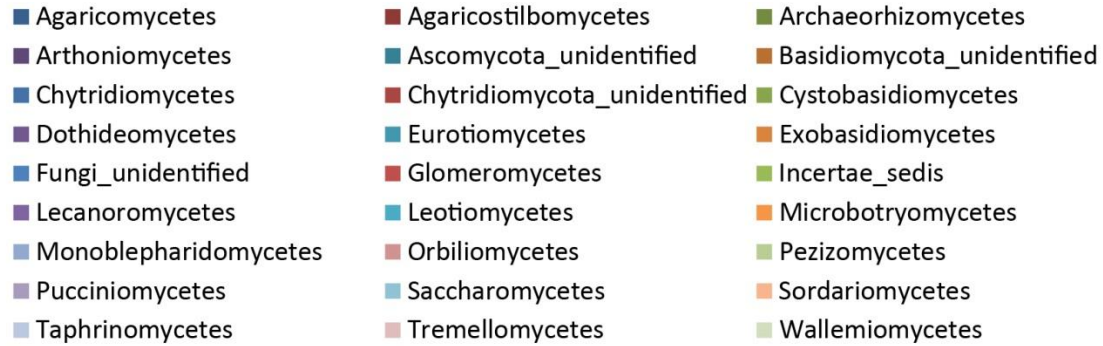 Agaricomycetes Agaricostilbomycetes Archaeorhizomycetes
Arthoniomycetes Ascomycota_unidentified Basidiomycota_unidentified
Chytridiomycetes Chytridiomycota_unidentified Cystobasidiomycetes
Dothideomycetes Eurotiomycetes Exobasidiomycetes
Fungi_unidentified Glomeromycetes Incertae_sedis
Lecanoromycetes Leotiomycetes Microbotryomycetes
Monoblepharidomycetes Orbiliomycetes Pezizomycetes
Pucciniomycetes Saccharomycetes Sordariomycetes
Taphrinomycetes Tremellomycetes Wallemiomycetes